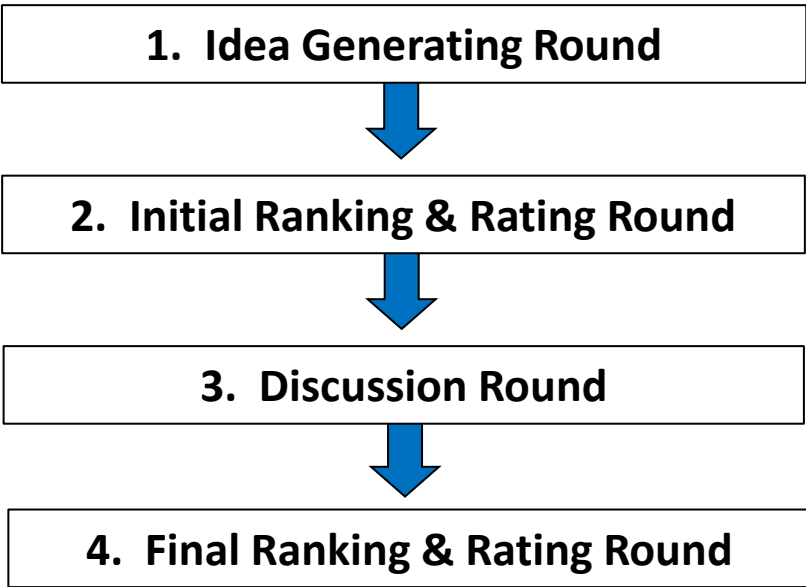 1. Idea Generating Round
2. Initial Ranking & Rating Round
3. Discussion Round
4. Final Ranking & Rating Round